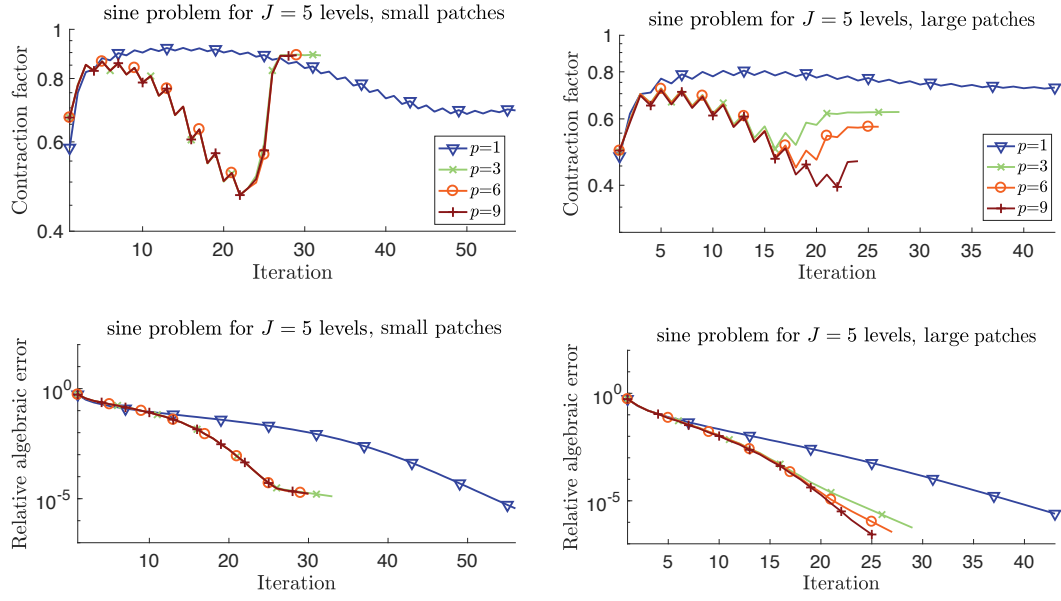 sine problem for J = 5 levels, small patches
Contraction factor
1
0.8
0.6
0.4
10
20
30
40
50
Iteration
p=1
p=3
p=6
p=9
sine problem for J = 5 levels, large patches
Contraction factor
1
0.8
0.6
0.4
5
10
15
20
25
30
35
40
Iteration
p=1
p=3
p=6
p=9
sine problem for J = 5 levels, small patches
Relative algebraic error
10^0
10^-5
10
20
30
40
50
Iteration
sine problem for J = 5 levels, large patches
Relative algebraic error
10^0
10^-5
5
10
15
20
25
30
35
40
Iteration